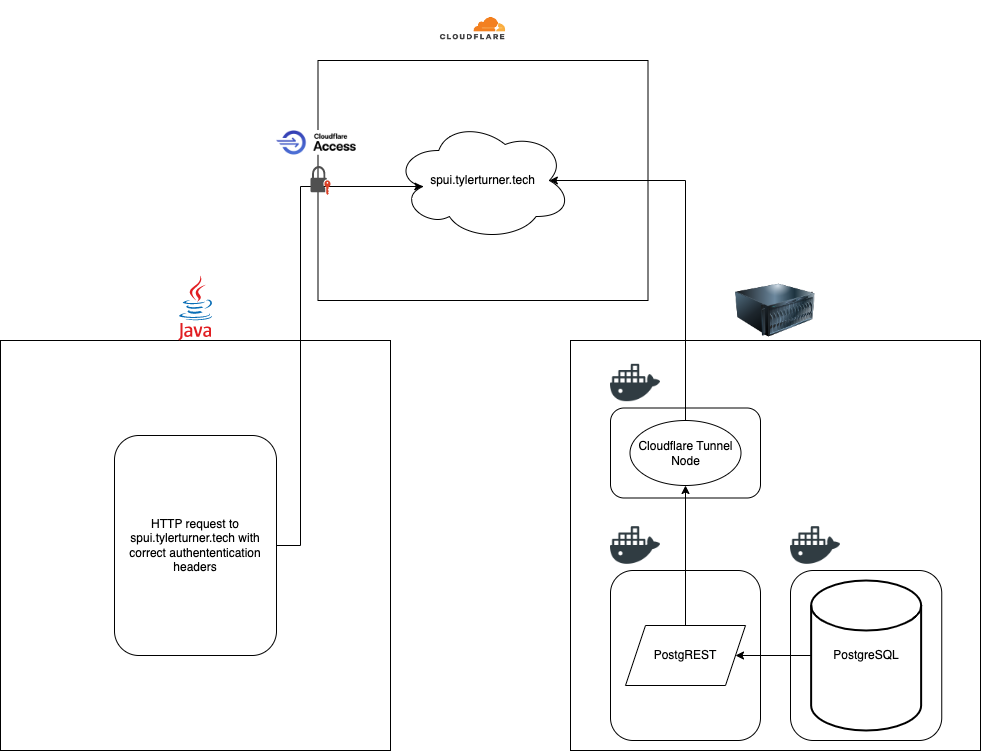 CLOUDFLARE
Cloudflare
Access
spui.tylerturner.tech
Java
HTTP request to
spui.tylerturner.tech with
correct authententication
headers
Cloudflare Tunnel
Node
PostgREST
PostgreSQL